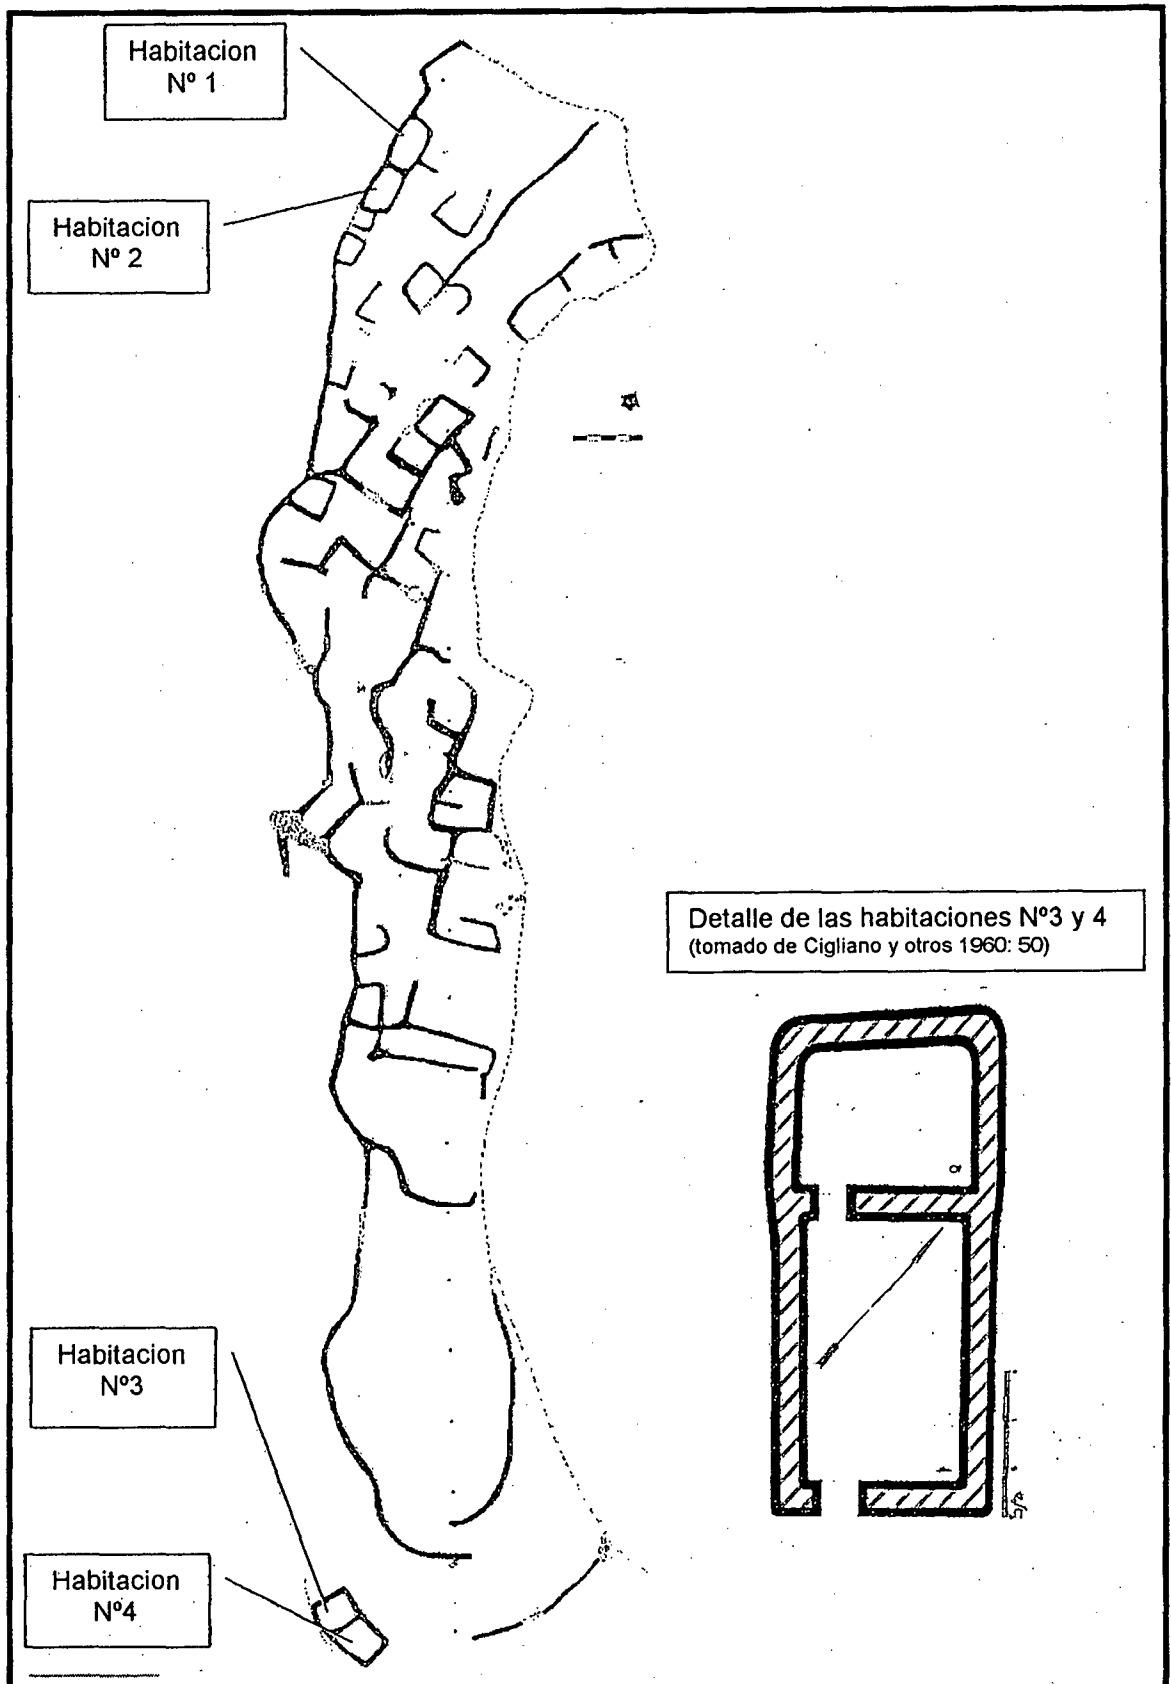 Habitacion
Nº 1
Habitacion
Nº 2
Detalle de las habitaciones Nº3 y 4
(tomado de Cigliano y otros 1960: 50)
Habitacion
Nº3
Habitacion
Nº4